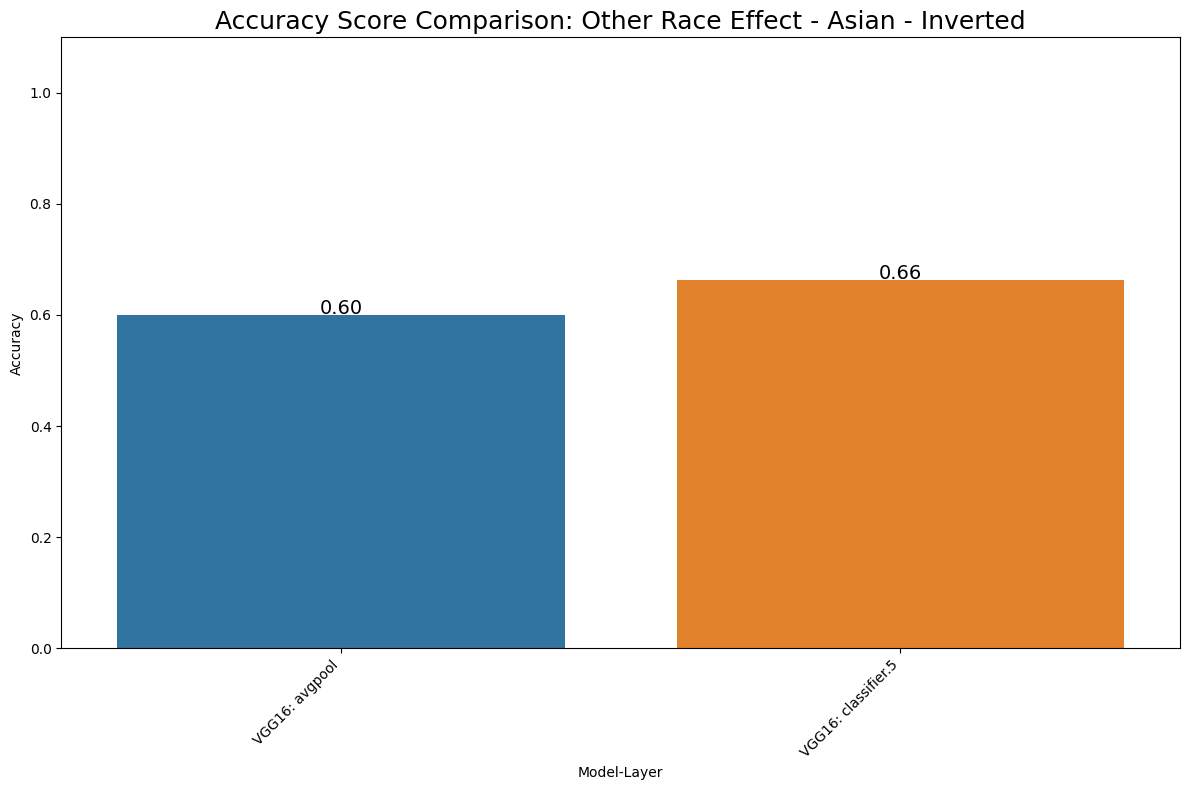 Accuracy Score Comparison: Other Race Effect - Asian - Inverted
1.0
0.8
0.6
0.4
0.2
0.0
Accuracy
0.60
0.66
VGG16: avgpool
VGG16: classifier.5
Model-Layer